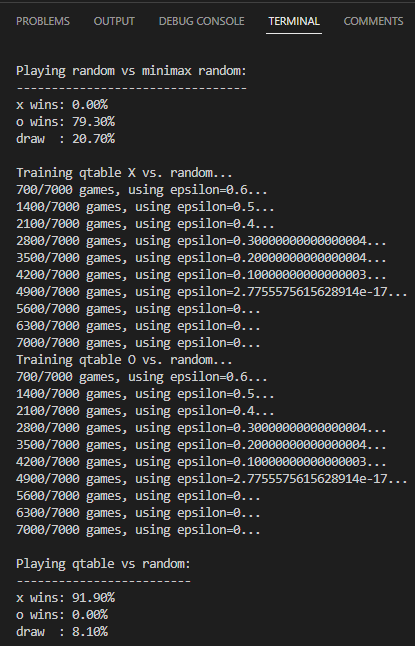 PROBLEMS OUTPUT DEBUG CONSOLE TERMINAL COMMENTS
Playing random vs minimax random:
---------------------------------
x wins: 0.00%
o wins: 79.30%
draw  : 20.70%
Training qtable X vs. random...
700/7000 games, using epsilon=0.6...
1400/7000 games, using epsilon=0.5...
2100/7000 games, using epsilon=0.4...
2800/7000 games, using epsilon=0.30000000000000004...
3500/7000 games, using epsilon=0.20000000000000004...
4200/7000 games, using epsilon=0.10000000000000003...
4900/7000 games, using epsilon=2.7755575615628914e-17...
5600/7000 games, using epsilon=0...
6300/7000 games, using epsilon=0...
7000/7000 games, using epsilon=0...
Training qtable O vs. random...
700/7000 games, using epsilon=0.6...
1400/7000 games, using epsilon=0.5...
2100/7000 games, using epsilon=0.4...
2800/7000 games, using epsilon=0.30000000000000004...
3500/7000 games, using epsilon=0.20000000000000004...
4200/7000 games, using epsilon=0.10000000000000003...
4900/7000 games, using epsilon=2.7755575615628914e-17...
5600/7000 games, using epsilon=0...
6300/7000 games, using epsilon=0...
7000/7000 games, using epsilon=0...
Playing qtable vs random:
-------------------------
x wins: 91.90%
o wins: 0.00%
draw  : 8.10%